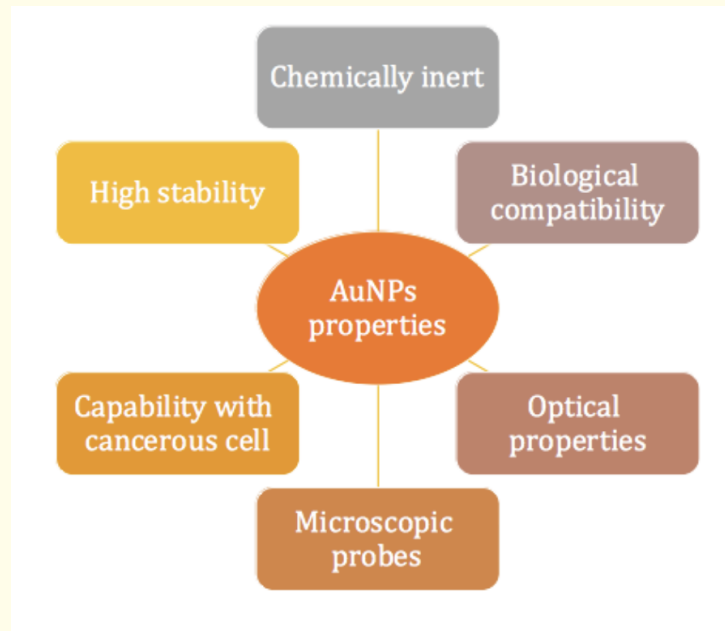 Chemically inert
High stability
Biological
compatibility
AuNPs
properties
Capability with
cancerous cell
Optical
properties
Microscopic
probes